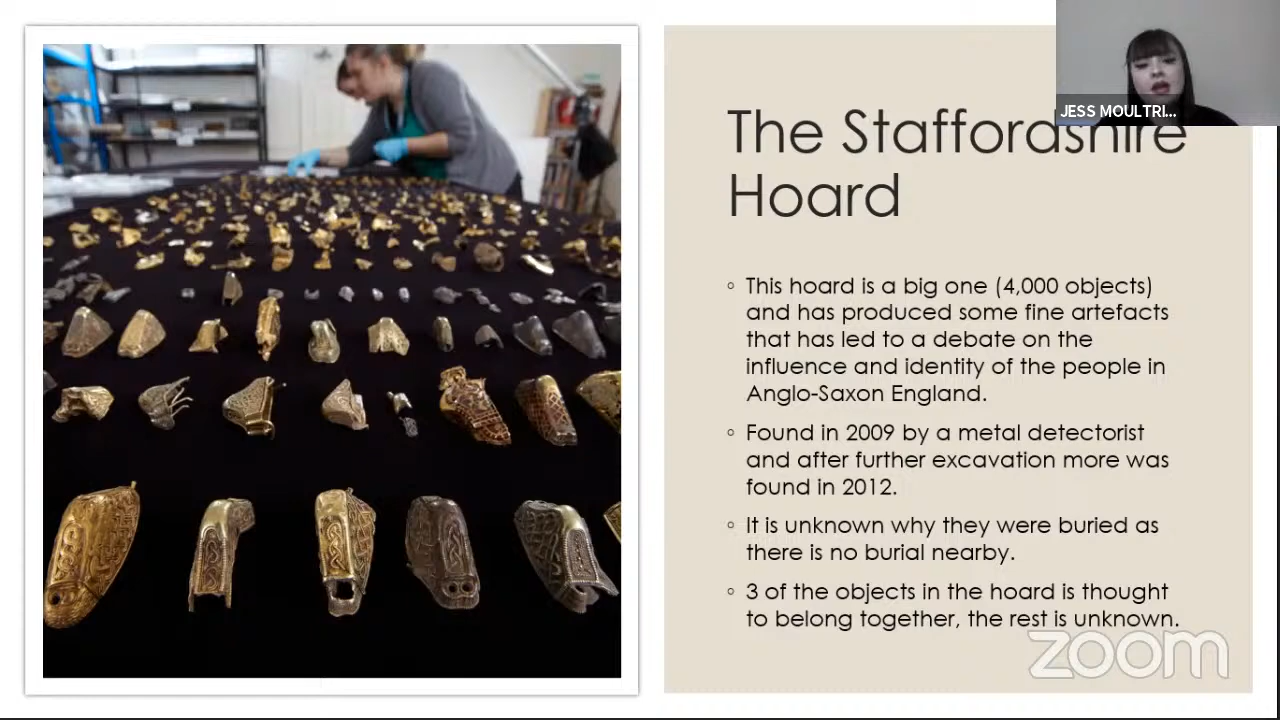 JESS MOULTRI...
The Staffordshire
Hoard
◦ This hoard is a big one (4,000 objects)
and has produced some fine artefacts
that has led to a debate on the
influence and identity of the people in
Anglo-Saxon England.
◦ Found in 2009 by a metal detectorist
and after further excavation more was
found in 2012.
◦ It is unknown why they were buried as
there is no burial nearby.
◦ 3 of the objects in the hoard is thought
to belong together, the rest is unknown.
zoom